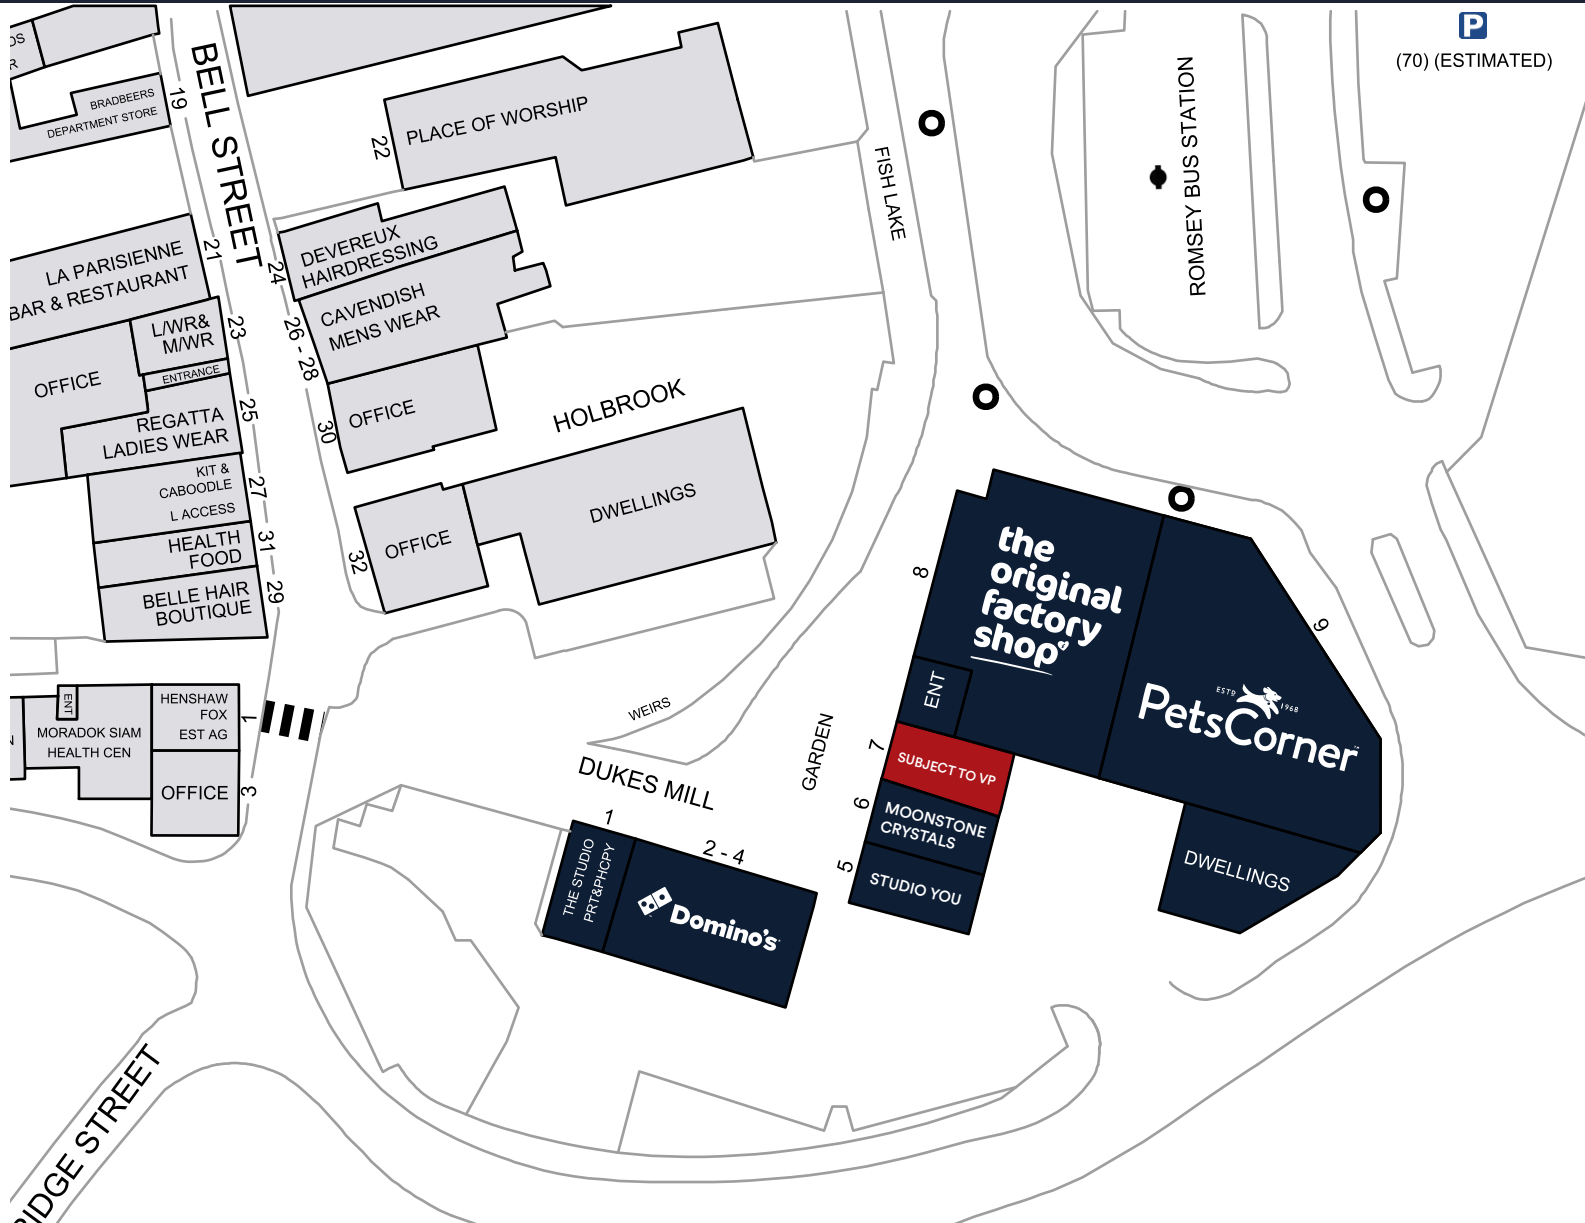 P
(70) (ESTIMATED)
BELL STREET
19
BRADBEERS
DEPARTMENT STORE
22
PLACE OF WORSHIP
FISH LAKE
ROMSEY BUS STATION
LA PARISIENNE
BAR & RESTAURANT
21
24
DEVEREUX
HAIRDRESSING
CAVENDISH
MENS WEAR
26 - 28
L/WR&
M/WR
23
ENTRANCE
OFFICE
REGATTA
LADIES WEAR
25
OFFICE
30
HOLBROOK
KIT &
CABOODLE
L ACCESS
27
HEALTH
FOOD
31
BELLE HAIR
BOUTIQUE
29
OFFICE
32
DWELLINGS
8
the
original
factory
shop
ENT
9
ESTD
1968
PetsCorner
WEIRS
GARDEN
7
SUBJECT TO VP
6
MOONSTONE
CRYSTALS
5
STUDIO YOU
DWELLINGS
ENT
MORADOK SIAM
HEALTH CEN
HENSHAW
FOX
EST AG
1
OFFICE
3
DUKES MILL
1
2 - 4
THE STUDIO
PRT&PHCPY
Domino's
RIDGE STREET